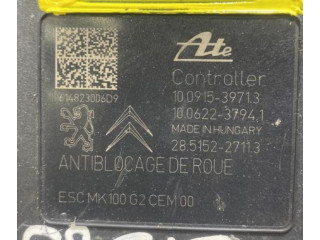 Ate
614823006D9
Controller
10.0915-3971.3
10.0622-3794.1
MADE IN HUNGARY
28.5152-2711.3
ANTIBLOCAGE DE ROUE
ESC MK100 G2 CEM 00